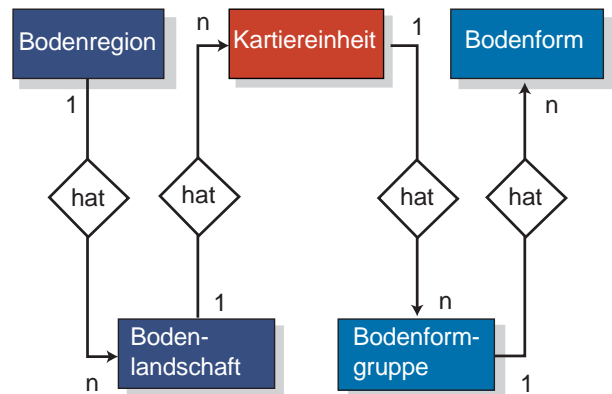 Bodenregion
n
Kartiereinheit
1
Bodenform
1
n
hat
hat
hat
hat
1
n
Boden-
landschaft
Bodenform-
gruppe
n
1